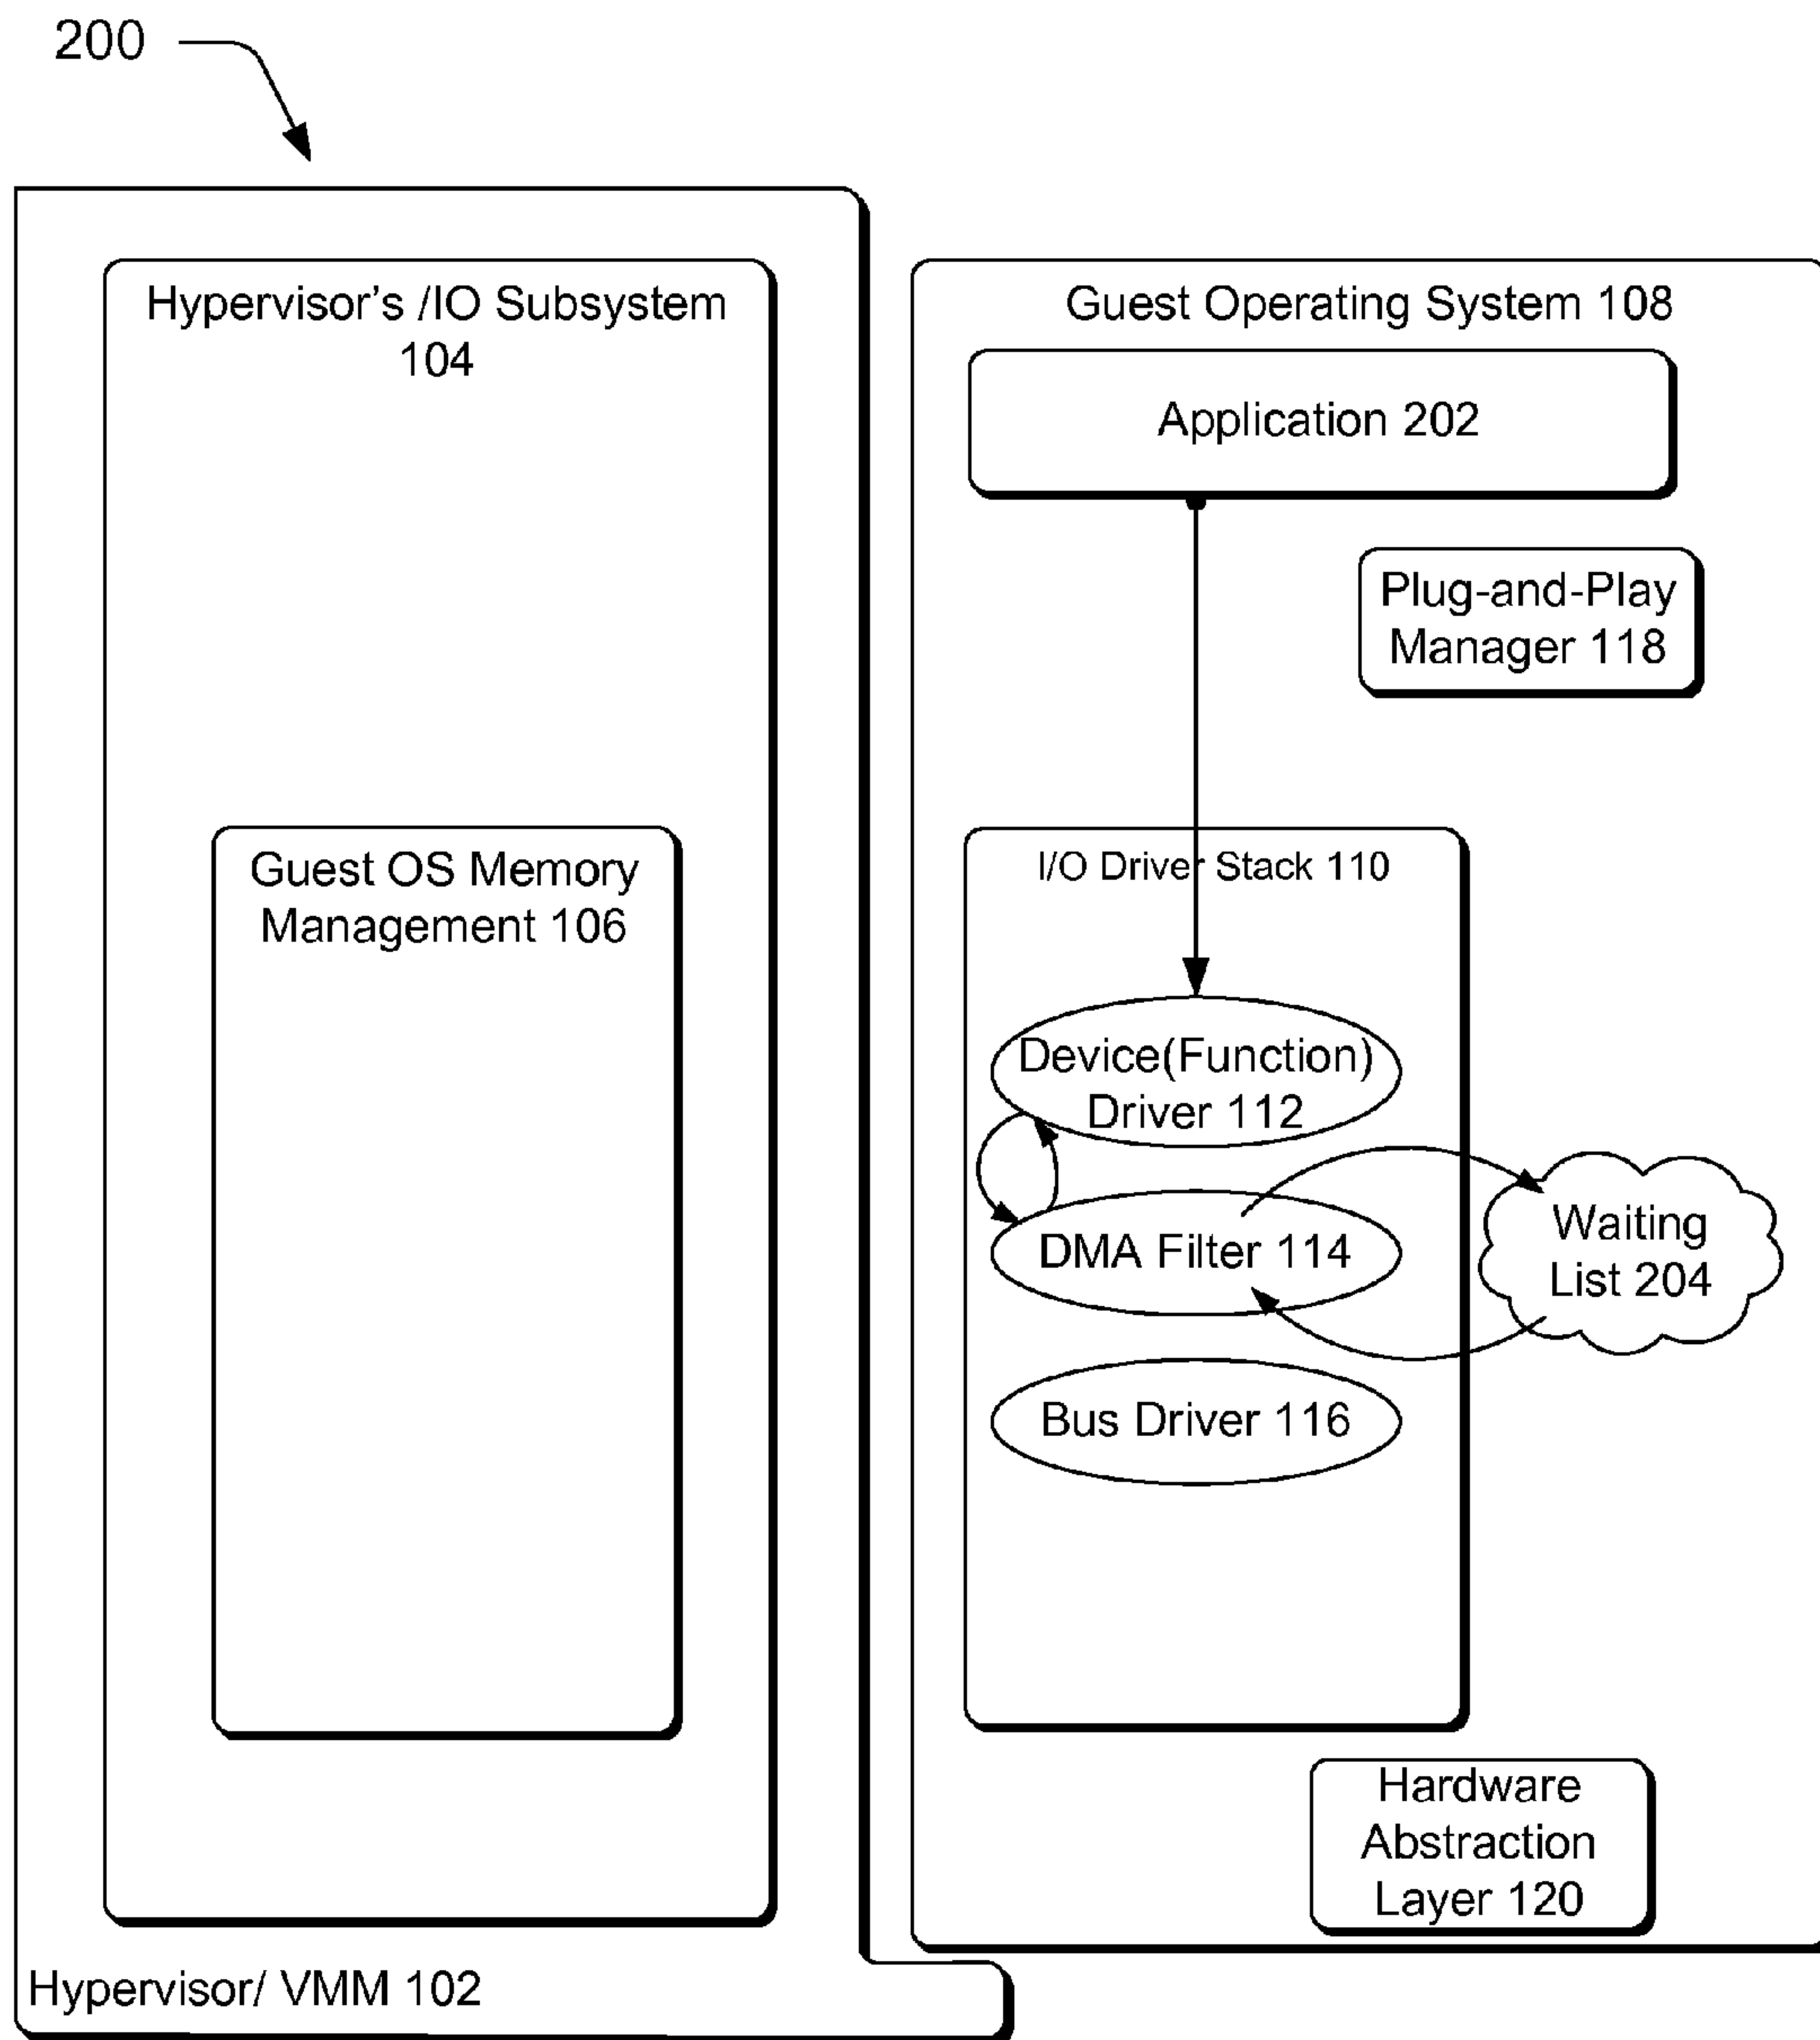 200
Hypervisor's /IO Subsystem
104
Guest Operating System 108
Application 202
Plug-and-Play
Manager 118
Guest OS Memory
Management 106
I/O Driver Stack 110
Device(Function)
Driver 112
DMA Filter 114
Waiting
List 204
Bus Driver 116
Hardware
Abstraction
Layer 120
Hypervisor/ VMM 102